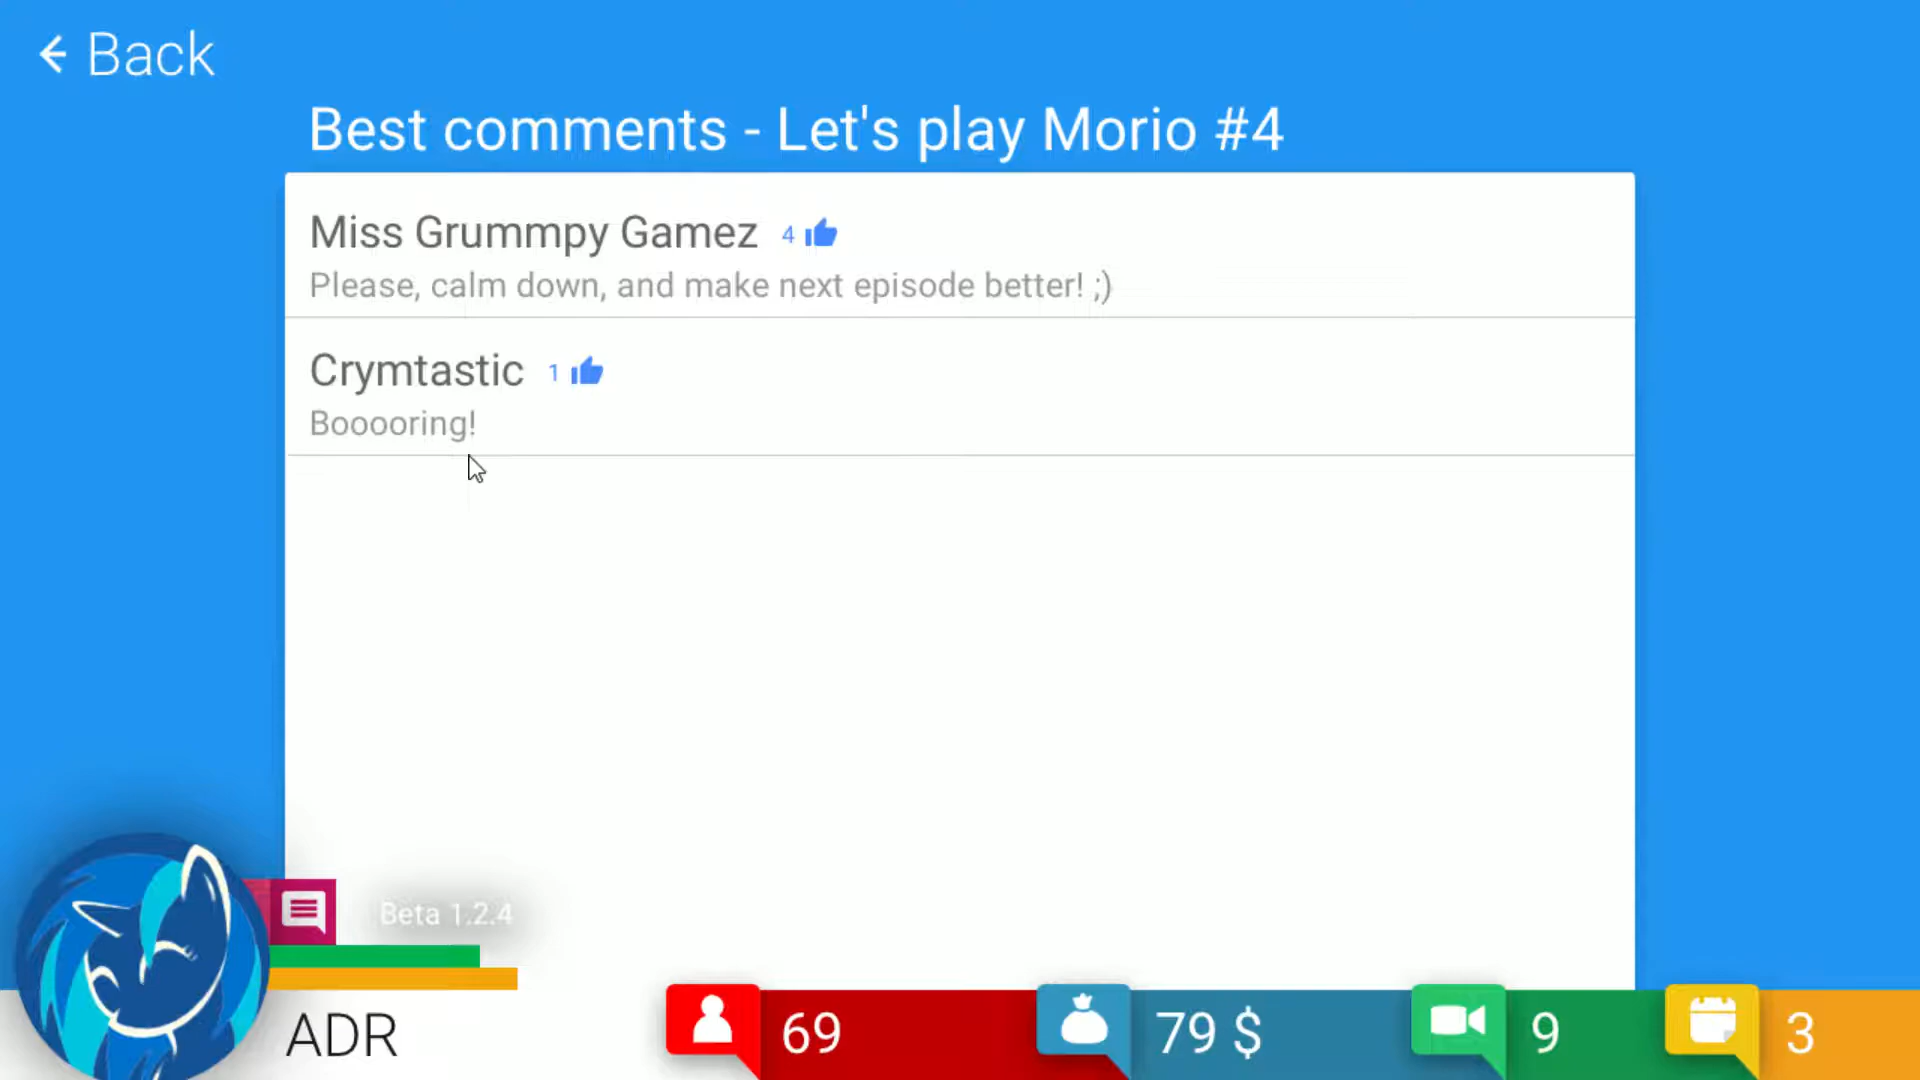 Back
Best comments - Let's play Morio #4
Miss Grummpy Gamez 4
Please, calm down, and make next episode better! ;)
Crymtastic 1
Booooring!
Beta 1.2.4
ADR
69
79 $
9
3